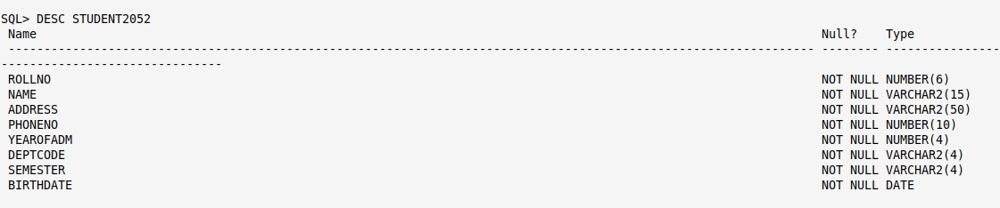 SQL> DESC STUDENT2052
Name Null? Type
----------------------------------------------------------------------------------------------------------------- -------- ----------------
-------------------------------
ROLLNO NOT NULL NUMBER(6)
NAME NOT NULL VARCHAR2(15)
ADDRESS NOT NULL VARCHAR2(50)
PHONENO NOT NULL NUMBER(10)
YEAROFADM NOT NULL NUMBER(4)
DEPTCODE NOT NULL VARCHAR2(4)
SEMESTER NOT NULL VARCHAR2(4)
BIRTHDATE NOT NULL DATE